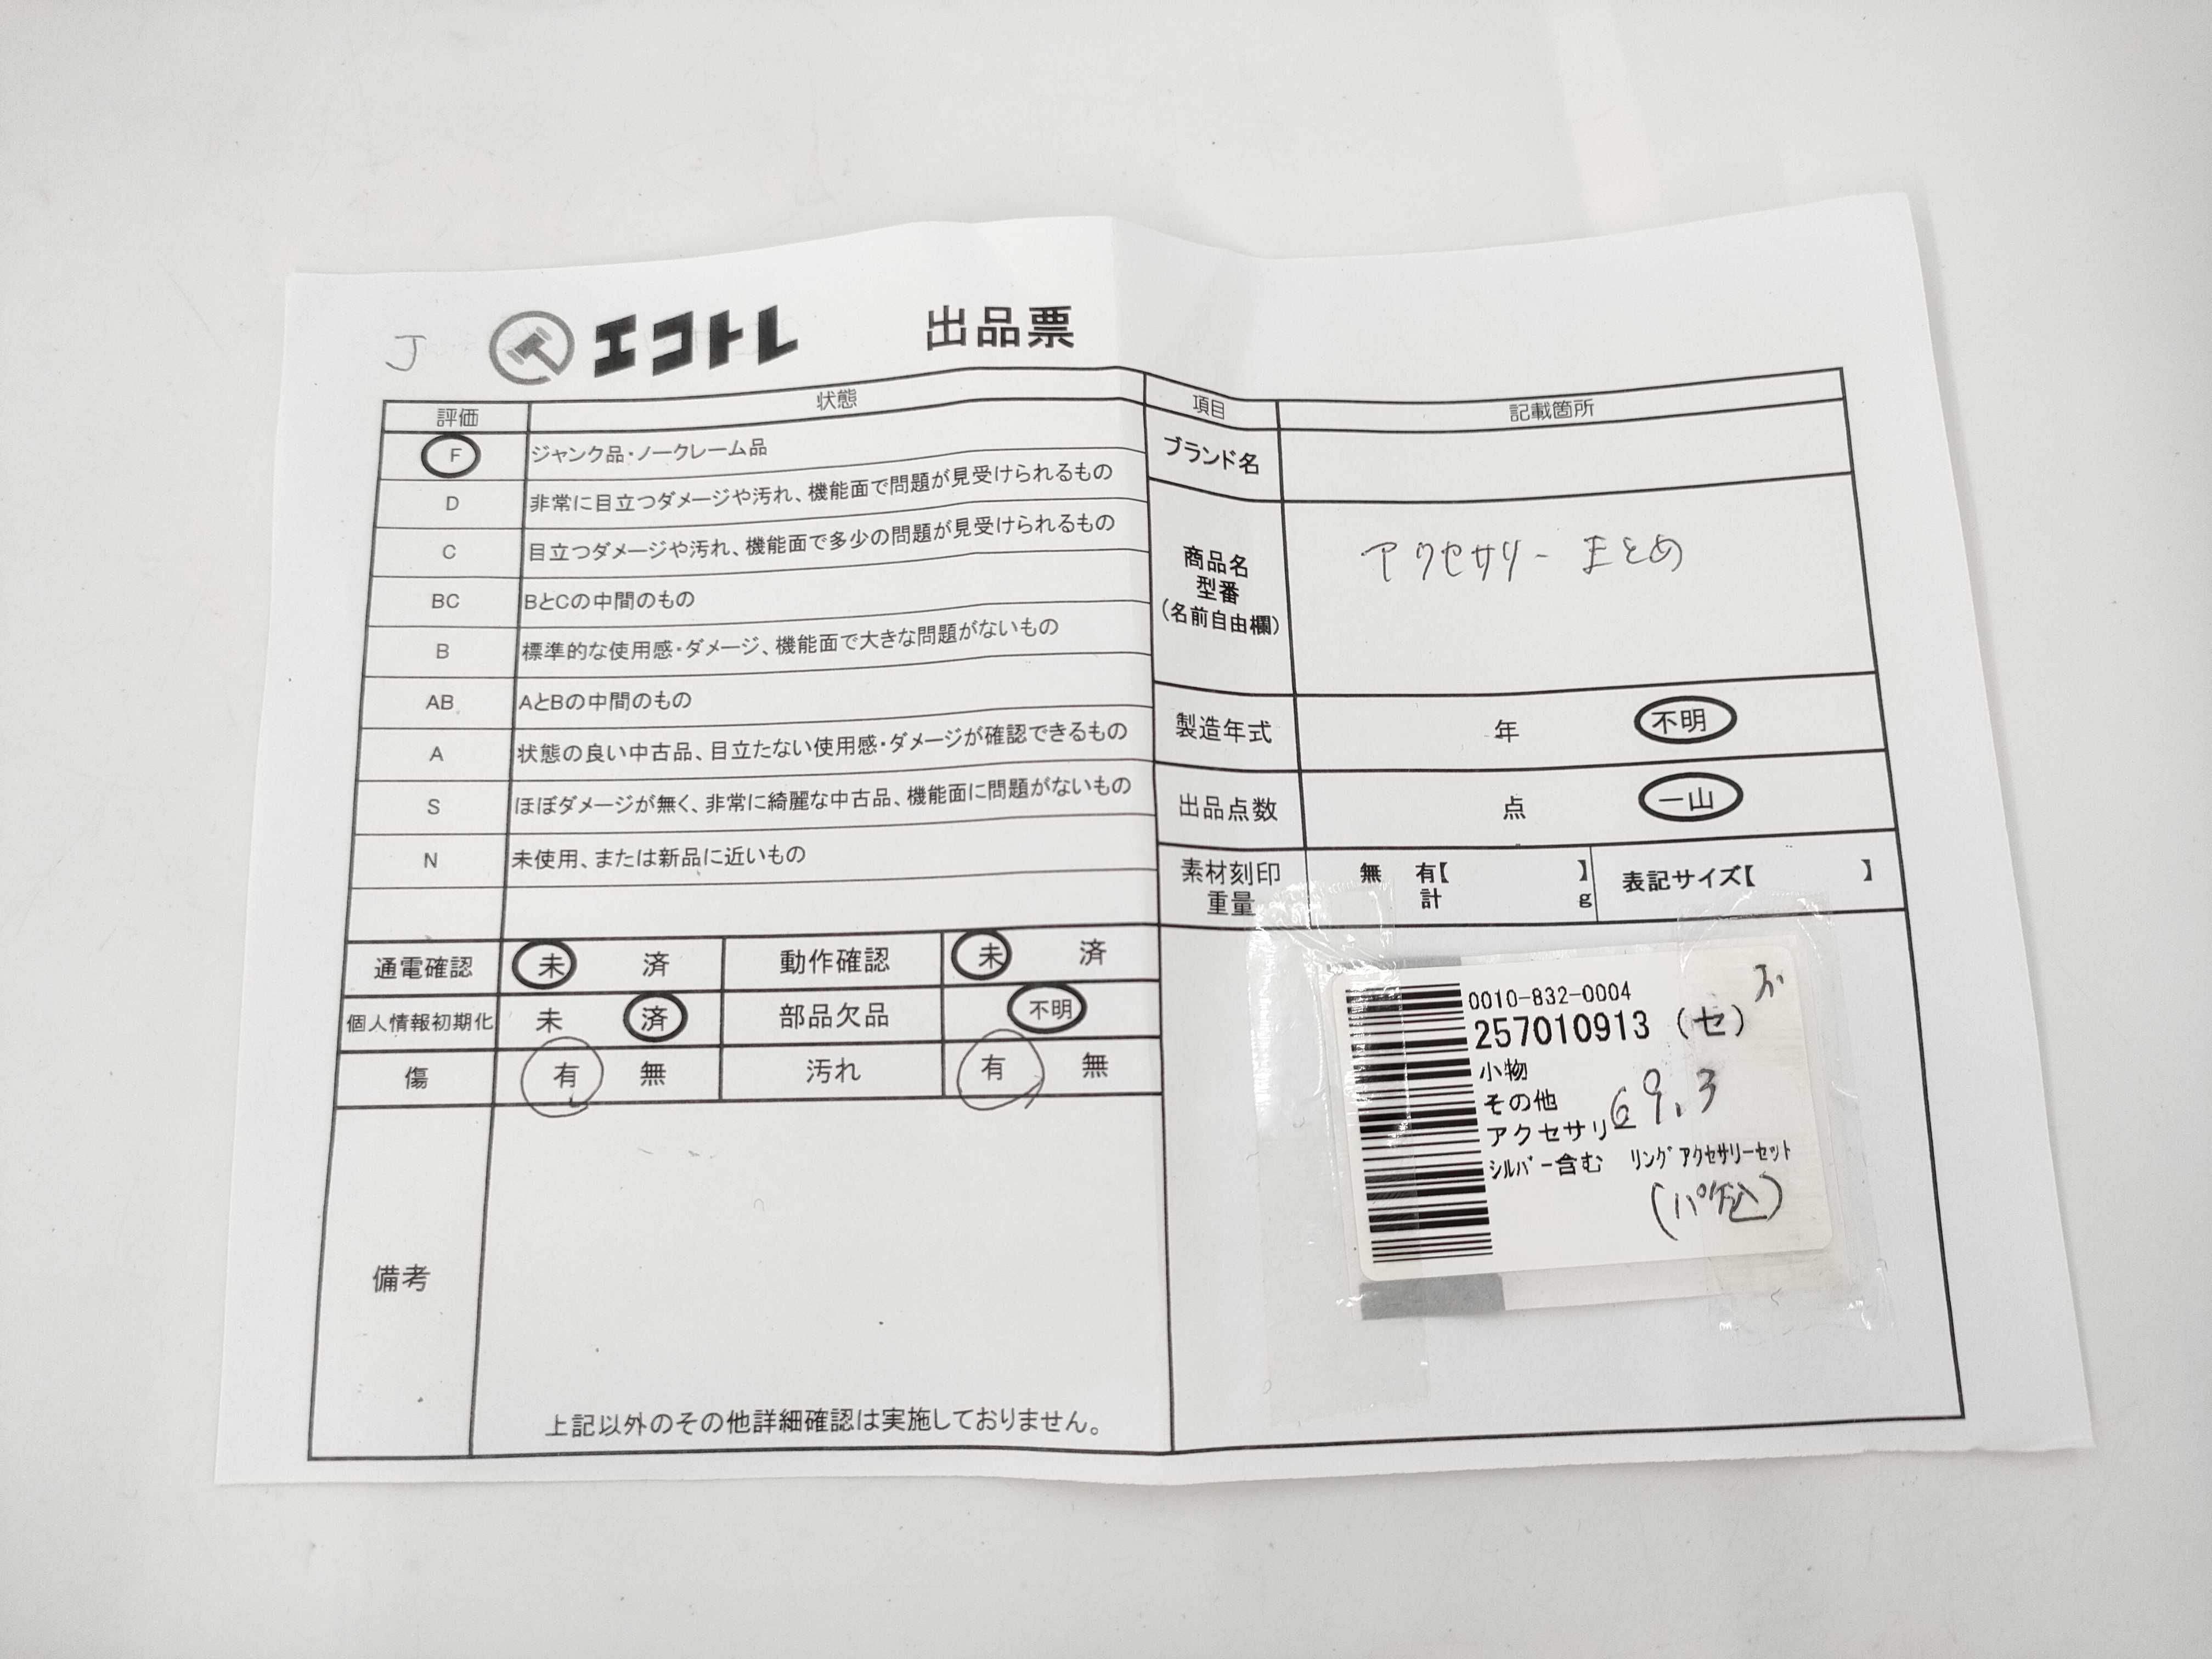 J
エコトレ 出品票
評価 状態
F ジャンク品・ノークレーム品
D 非常に目立つダメージや汚れ、機能面で問題が見受けられるもの
C 目立つダメージや汚れ、機能面で多少の問題が見受けられるもの
BC BとCの中間のもの
B 標準的な使用感・ダメージ、機能面で大きな問題がないもの
AB AとBの中間のもの
A 状態の良い中古品、目立たない使用感・ダメージが確認できるもの
S ほぼダメージが無く、非常に綺麗な中古品、機能面に問題がないもの
N 未使用、または新品に近いもの
通電確認 未 済 動作確認 未 済
個人情報初期化 未 済 部品欠品 不明
傷 有 無 汚れ 有 無
備考
上記以外のその他詳細確認は実施しておりません。
項目 記載箇所
ブランド名
商品名
型番
(名前自由欄)
アクセサリー まとめ
製造年式 年 不明
出品点数 点 一山
素材刻印 無 有【 】 表記サイズ【 】
重量 計 g
0010-832-0004
257010913 (セ)
小物
その他
69.3
アクセサリー
シルバー含む リングアクセサリーセット